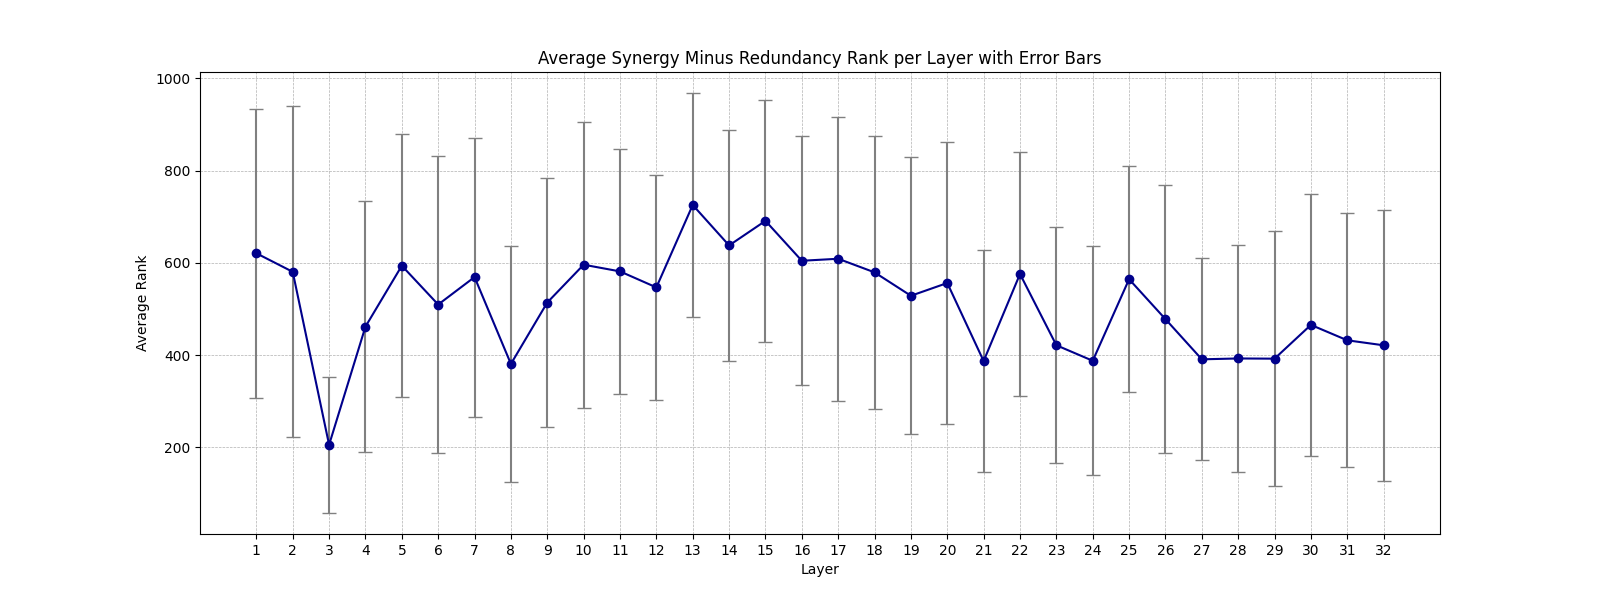 Average Synergy Minus Redundancy Rank per Layer with Error Bars
1000
800
600
400
200
Average Rank
1 2 3 4 5 6 7 8 9 10 11 12 13 14 15 16 17 18 19 20 21 22 23 24 25 26 27 28 29 30 31 32
Layer